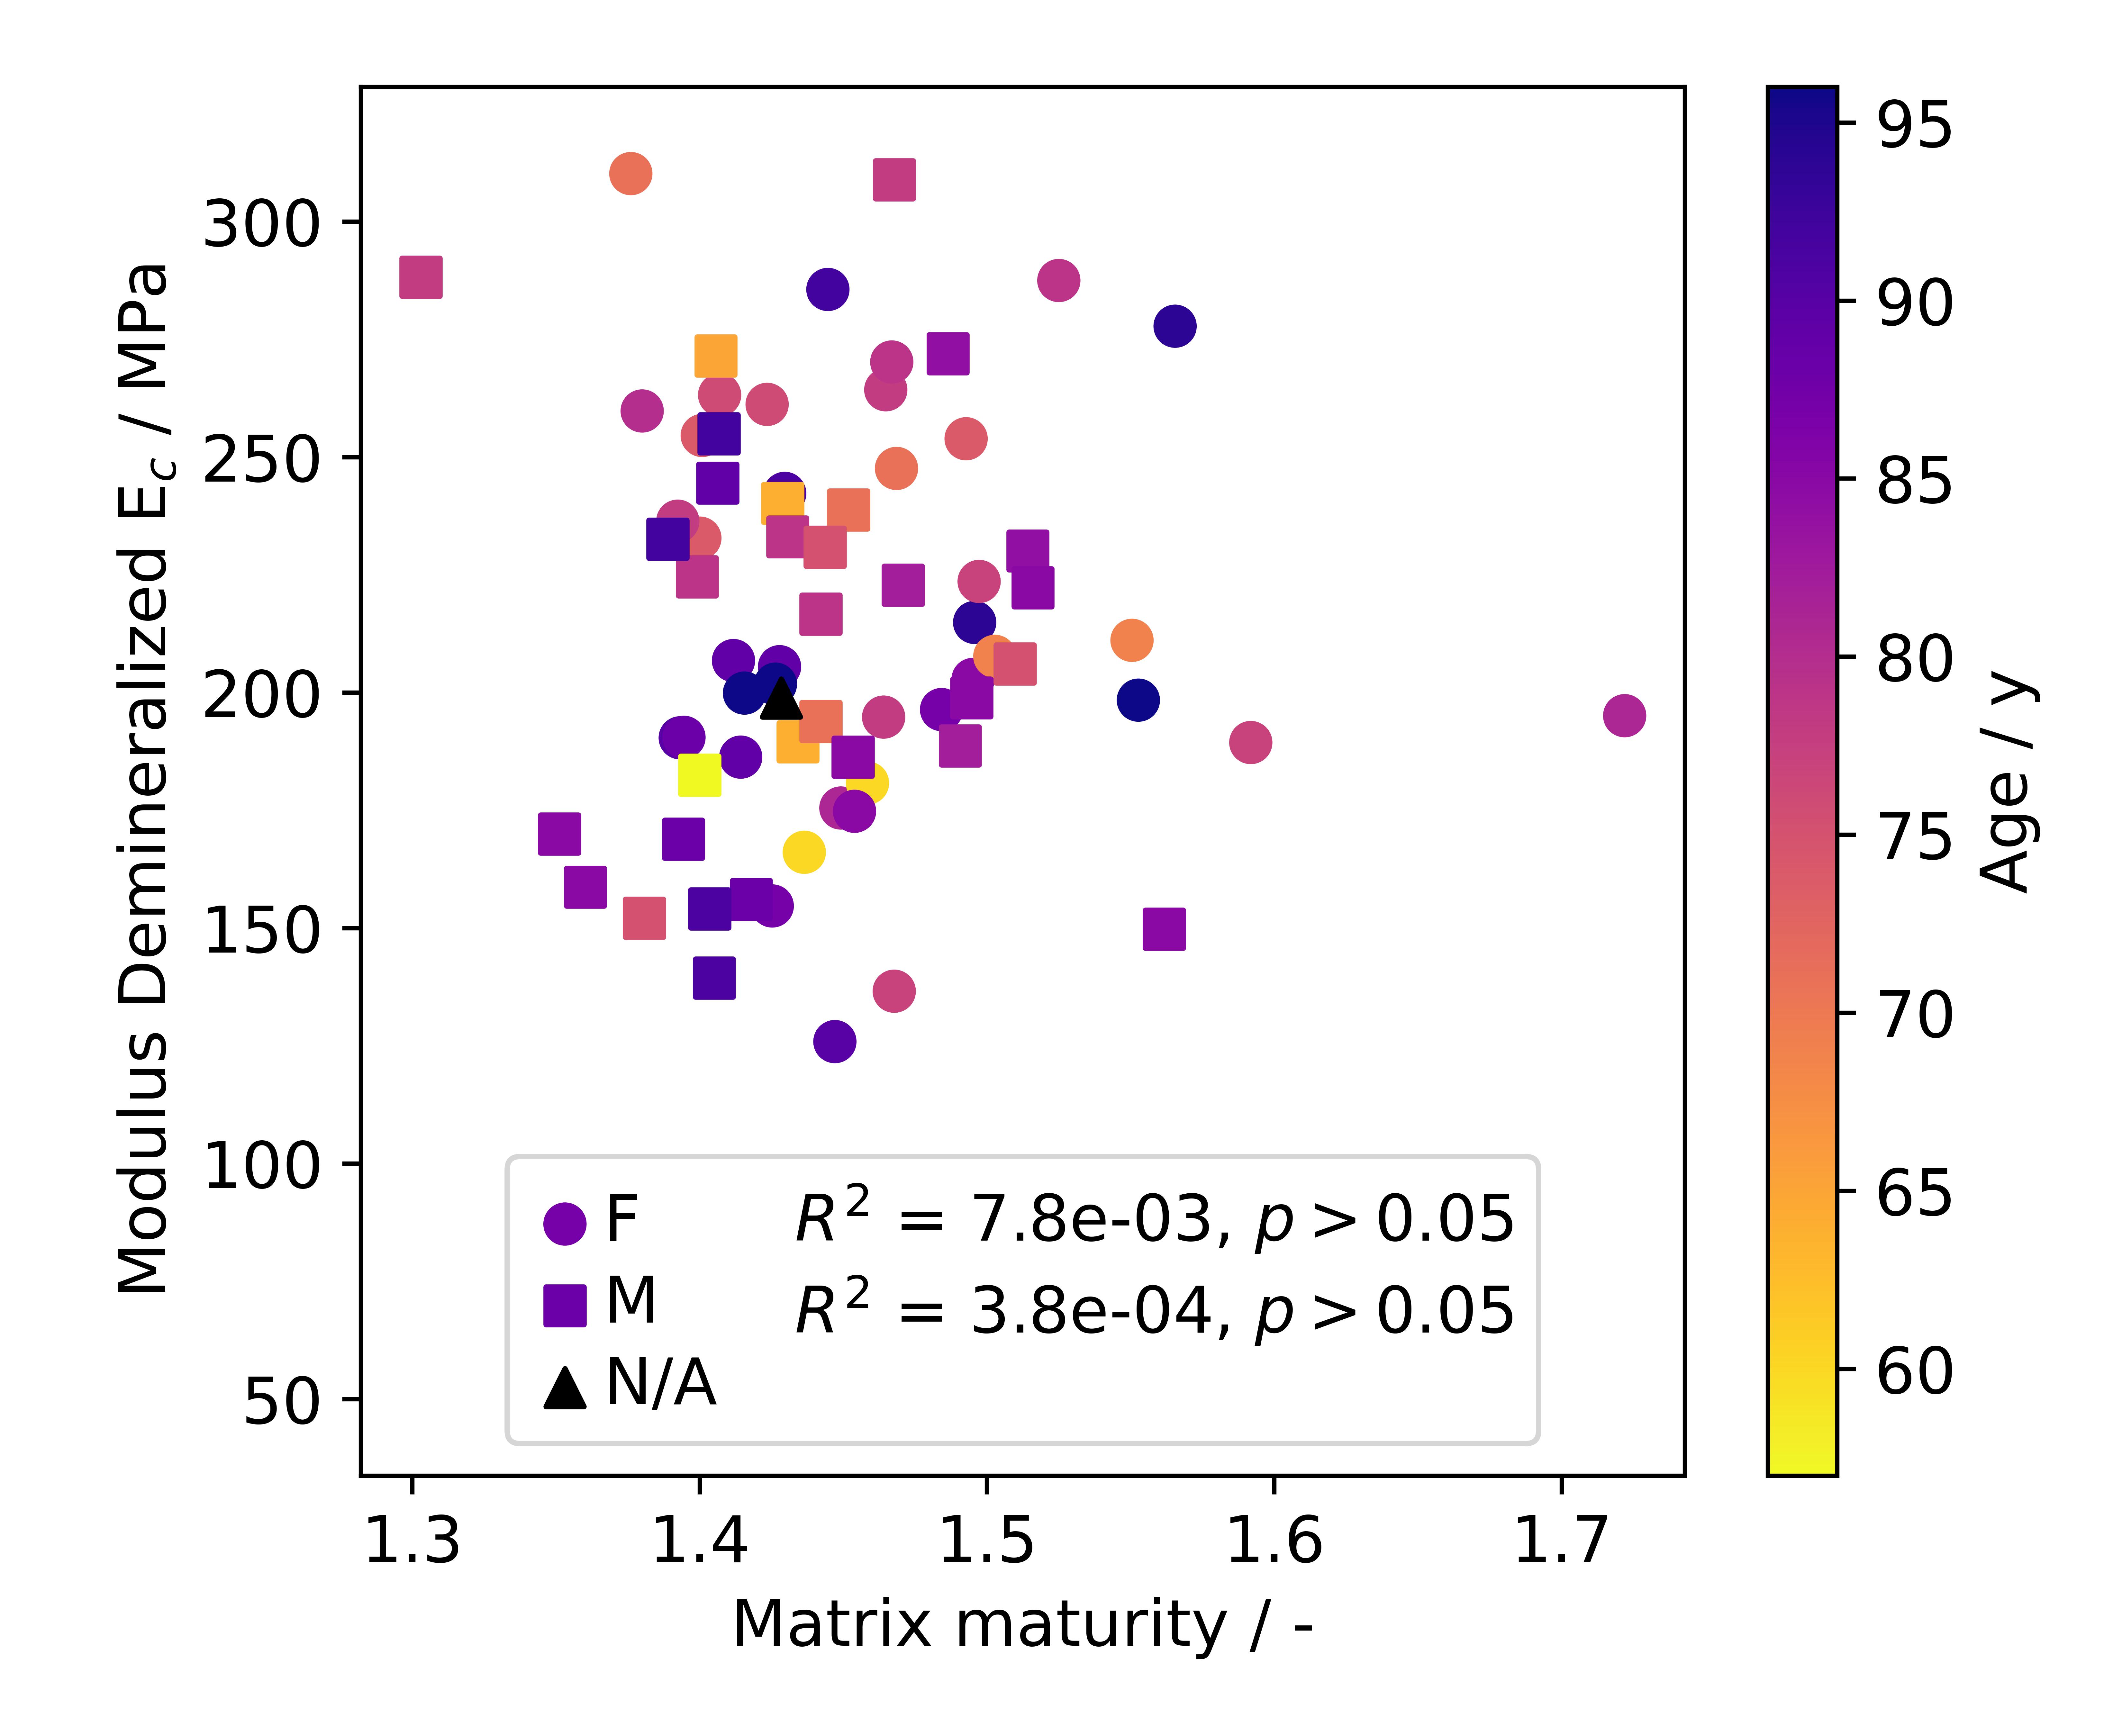 Modulus Demineralized E_c / MPa
300
250
200
150
100
50
F R² = 7.8e-03, p > 0.05
M R² = 3.8e-04, p > 0.05
N/A
1.3 1.4 1.5 1.6 1.7
Matrix maturity / -
95
90
85
80
75
70
65
60
Age / y